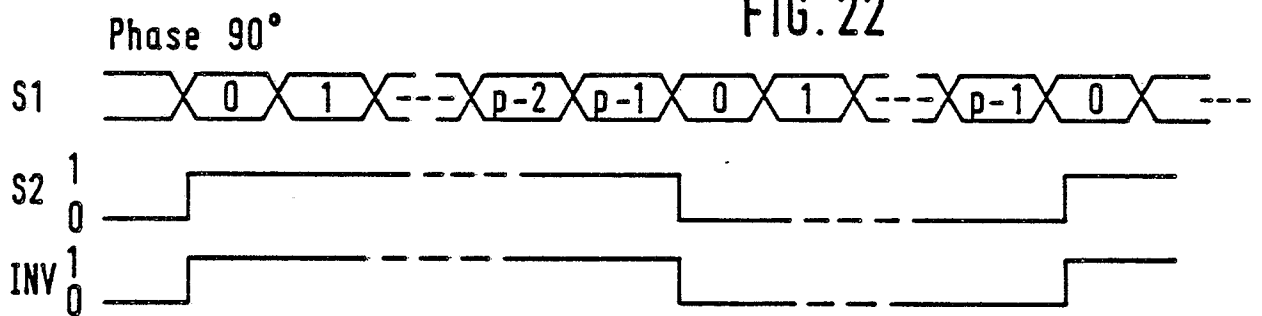 FIG. 22
Phase 90°
S1 0 1 p-2 p-1 0 1 p-1 0
S2 1
0
INV 1
0